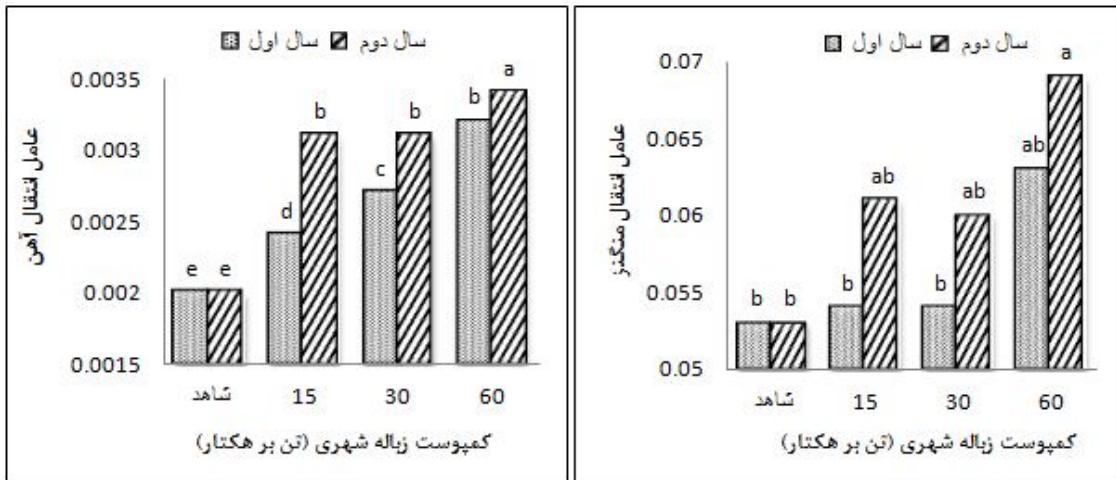 سال اول سال دوم
عامل انتقال آهن
0.0035
0.003
0.0025
0.002
0.0015
e e d b c b b a
شاهد 15 30 60
کمپوست زباله شهری (تن بر هکتار)
سال اول سال دوم
عامل انتقال منگنز
0.07
0.065
0.06
0.055
0.05
b b b ab b ab ab a
شاهد 15 30 60
کمپوست زباله شهری (تن بر هکتار)